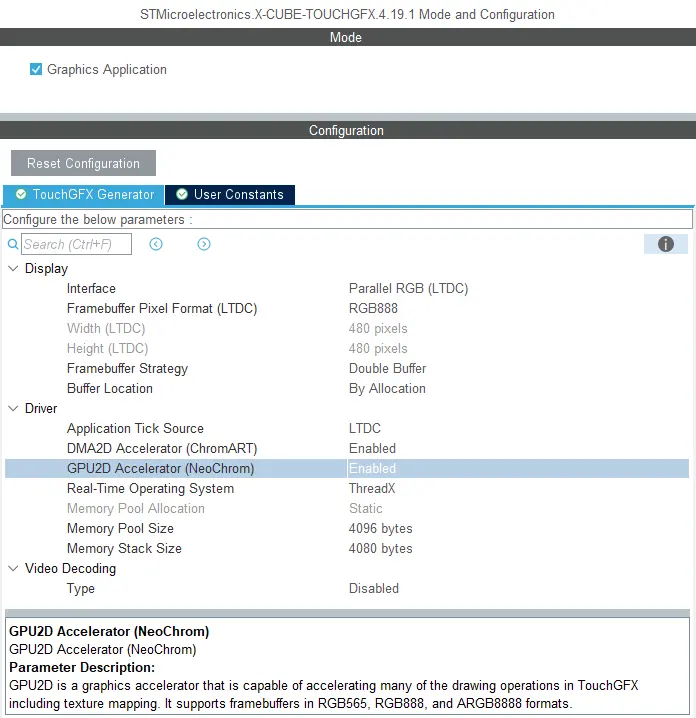 STMicroelectronics.X-CUBE-TOUCHGFX.4.19.1 Mode and Configuration
Mode
Graphics Application
Configuration
Reset Configuration
TouchGFX Generator User Constants
Configure the below parameters :
Search (Ctrl+F)
Display
Interface Parallel RGB (LTDC)
Framebuffer Pixel Format (LTDC) RGB888
Width (LTDC) 480 pixels
Height (LTDC) 480 pixels
Framebuffer Strategy Double Buffer
Buffer Location By Allocation
Driver
Application Tick Source LTDC
DMA2D Accelerator (ChromART) Enabled
GPU2D Accelerator (NeoChrom) Enabled
Real-Time Operating System ThreadX
Memory Pool Allocation Static
Memory Pool Size 4096 bytes
Memory Stack Size 4080 bytes
Video Decoding
Type Disabled
GPU2D Accelerator (NeoChrom)
GPU2D Accelerator (NeoChrom)
Parameter Description:
GPU2D is a graphics accelerator that is capable of accelerating many of the drawing operations in TouchGFX
including texture mapping. It supports framebuffers in RGB565, RGB888, and ARGB8888 formats.